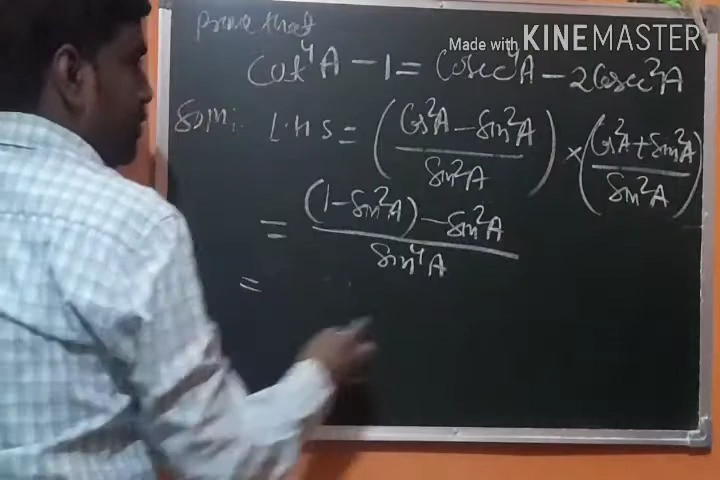 Prove that
Made with KINEMASTER
Cot⁴A - 1 = Cosec⁴A - 2Cosec²A
Soln: L.H.S = (Cos²A - Sin²A / Sin²A) × (Cos²A + Sin²A / Sin²A)
= (1 - Sin²A) - Sin²A / Sin⁴A
=